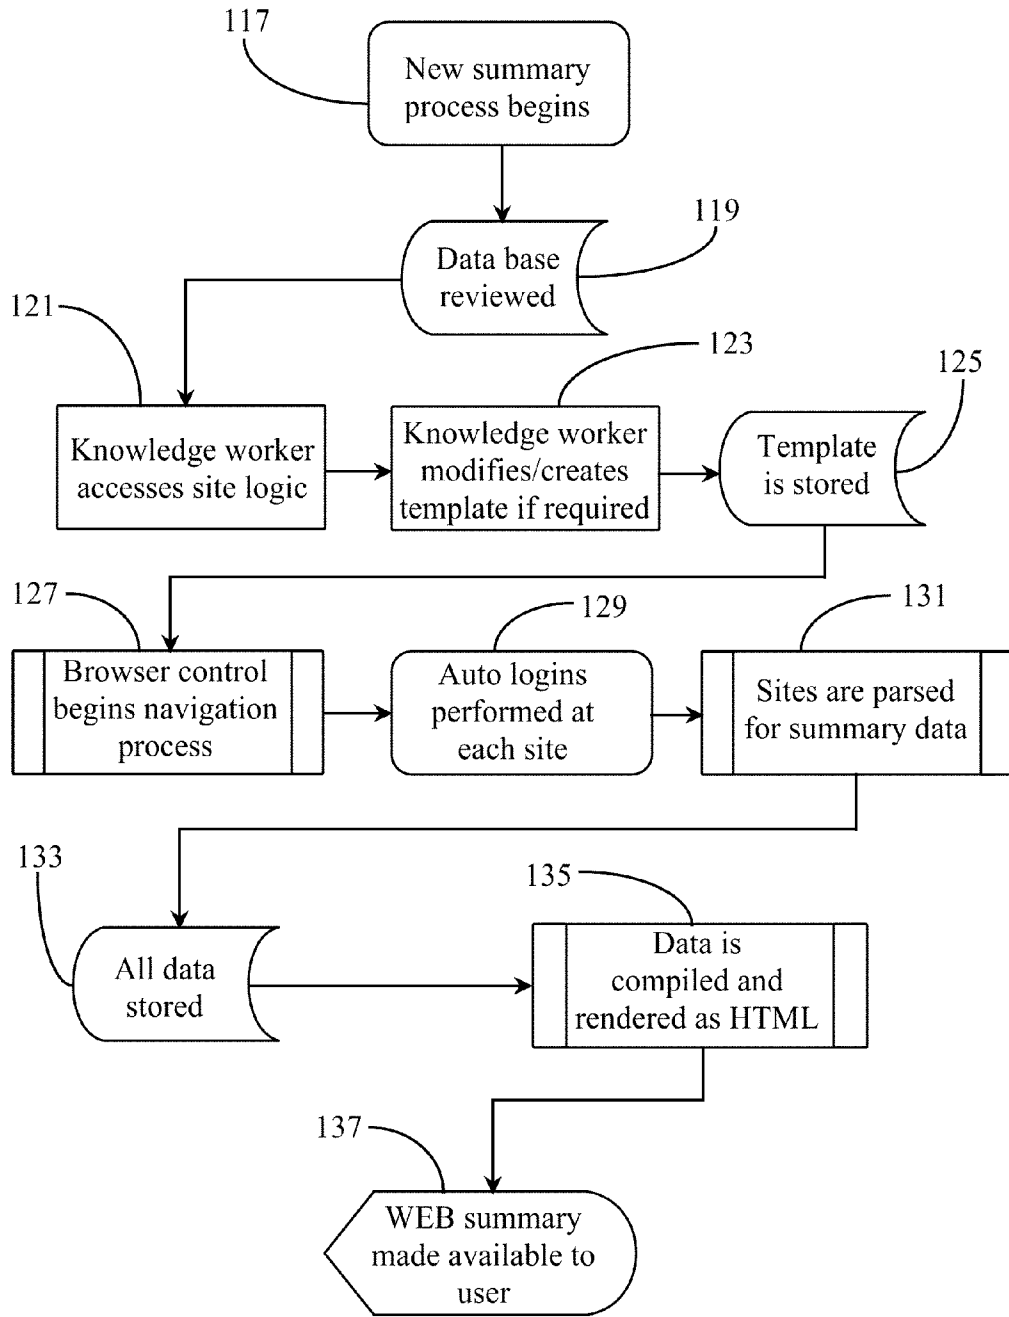 117
New summary
process begins
119
Data base
reviewed
121
Knowledge worker
accesses site logic
123
Knowledge worker
modifies/creates
template if required
125
Template
is stored
127
Browser control
begins navigation
process
129
Auto logins
performed at
each site
131
Sites are parsed
for summary data
133
All data
stored
135
Data is
compiled and
rendered as HTML
137
WEB summary
made available to
user